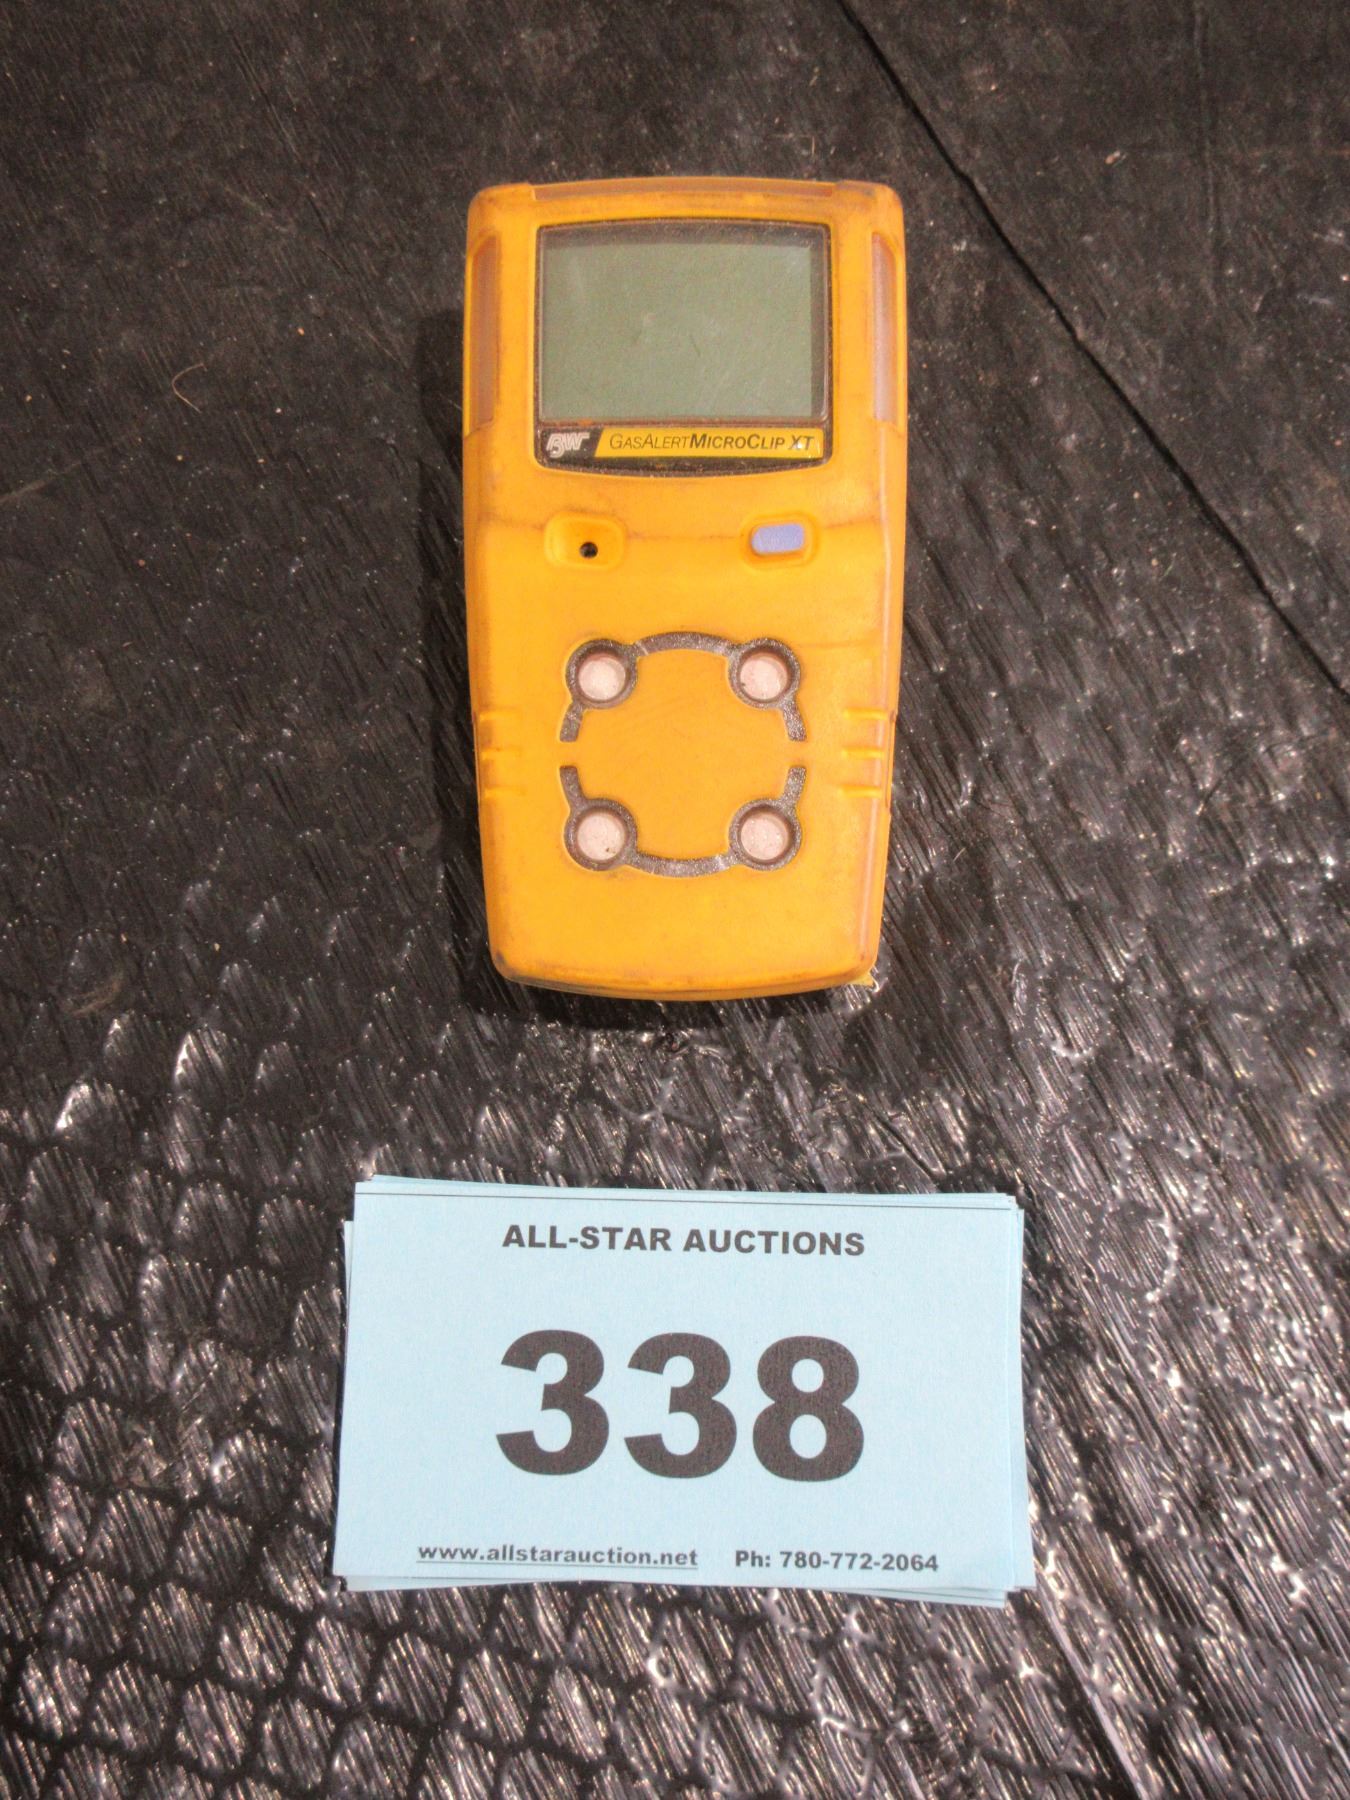 BW GASALERTMICROCLIP XT
ALL-STAR AUCTIONS
338
www.allstarauction.net Ph: 780-772-2064